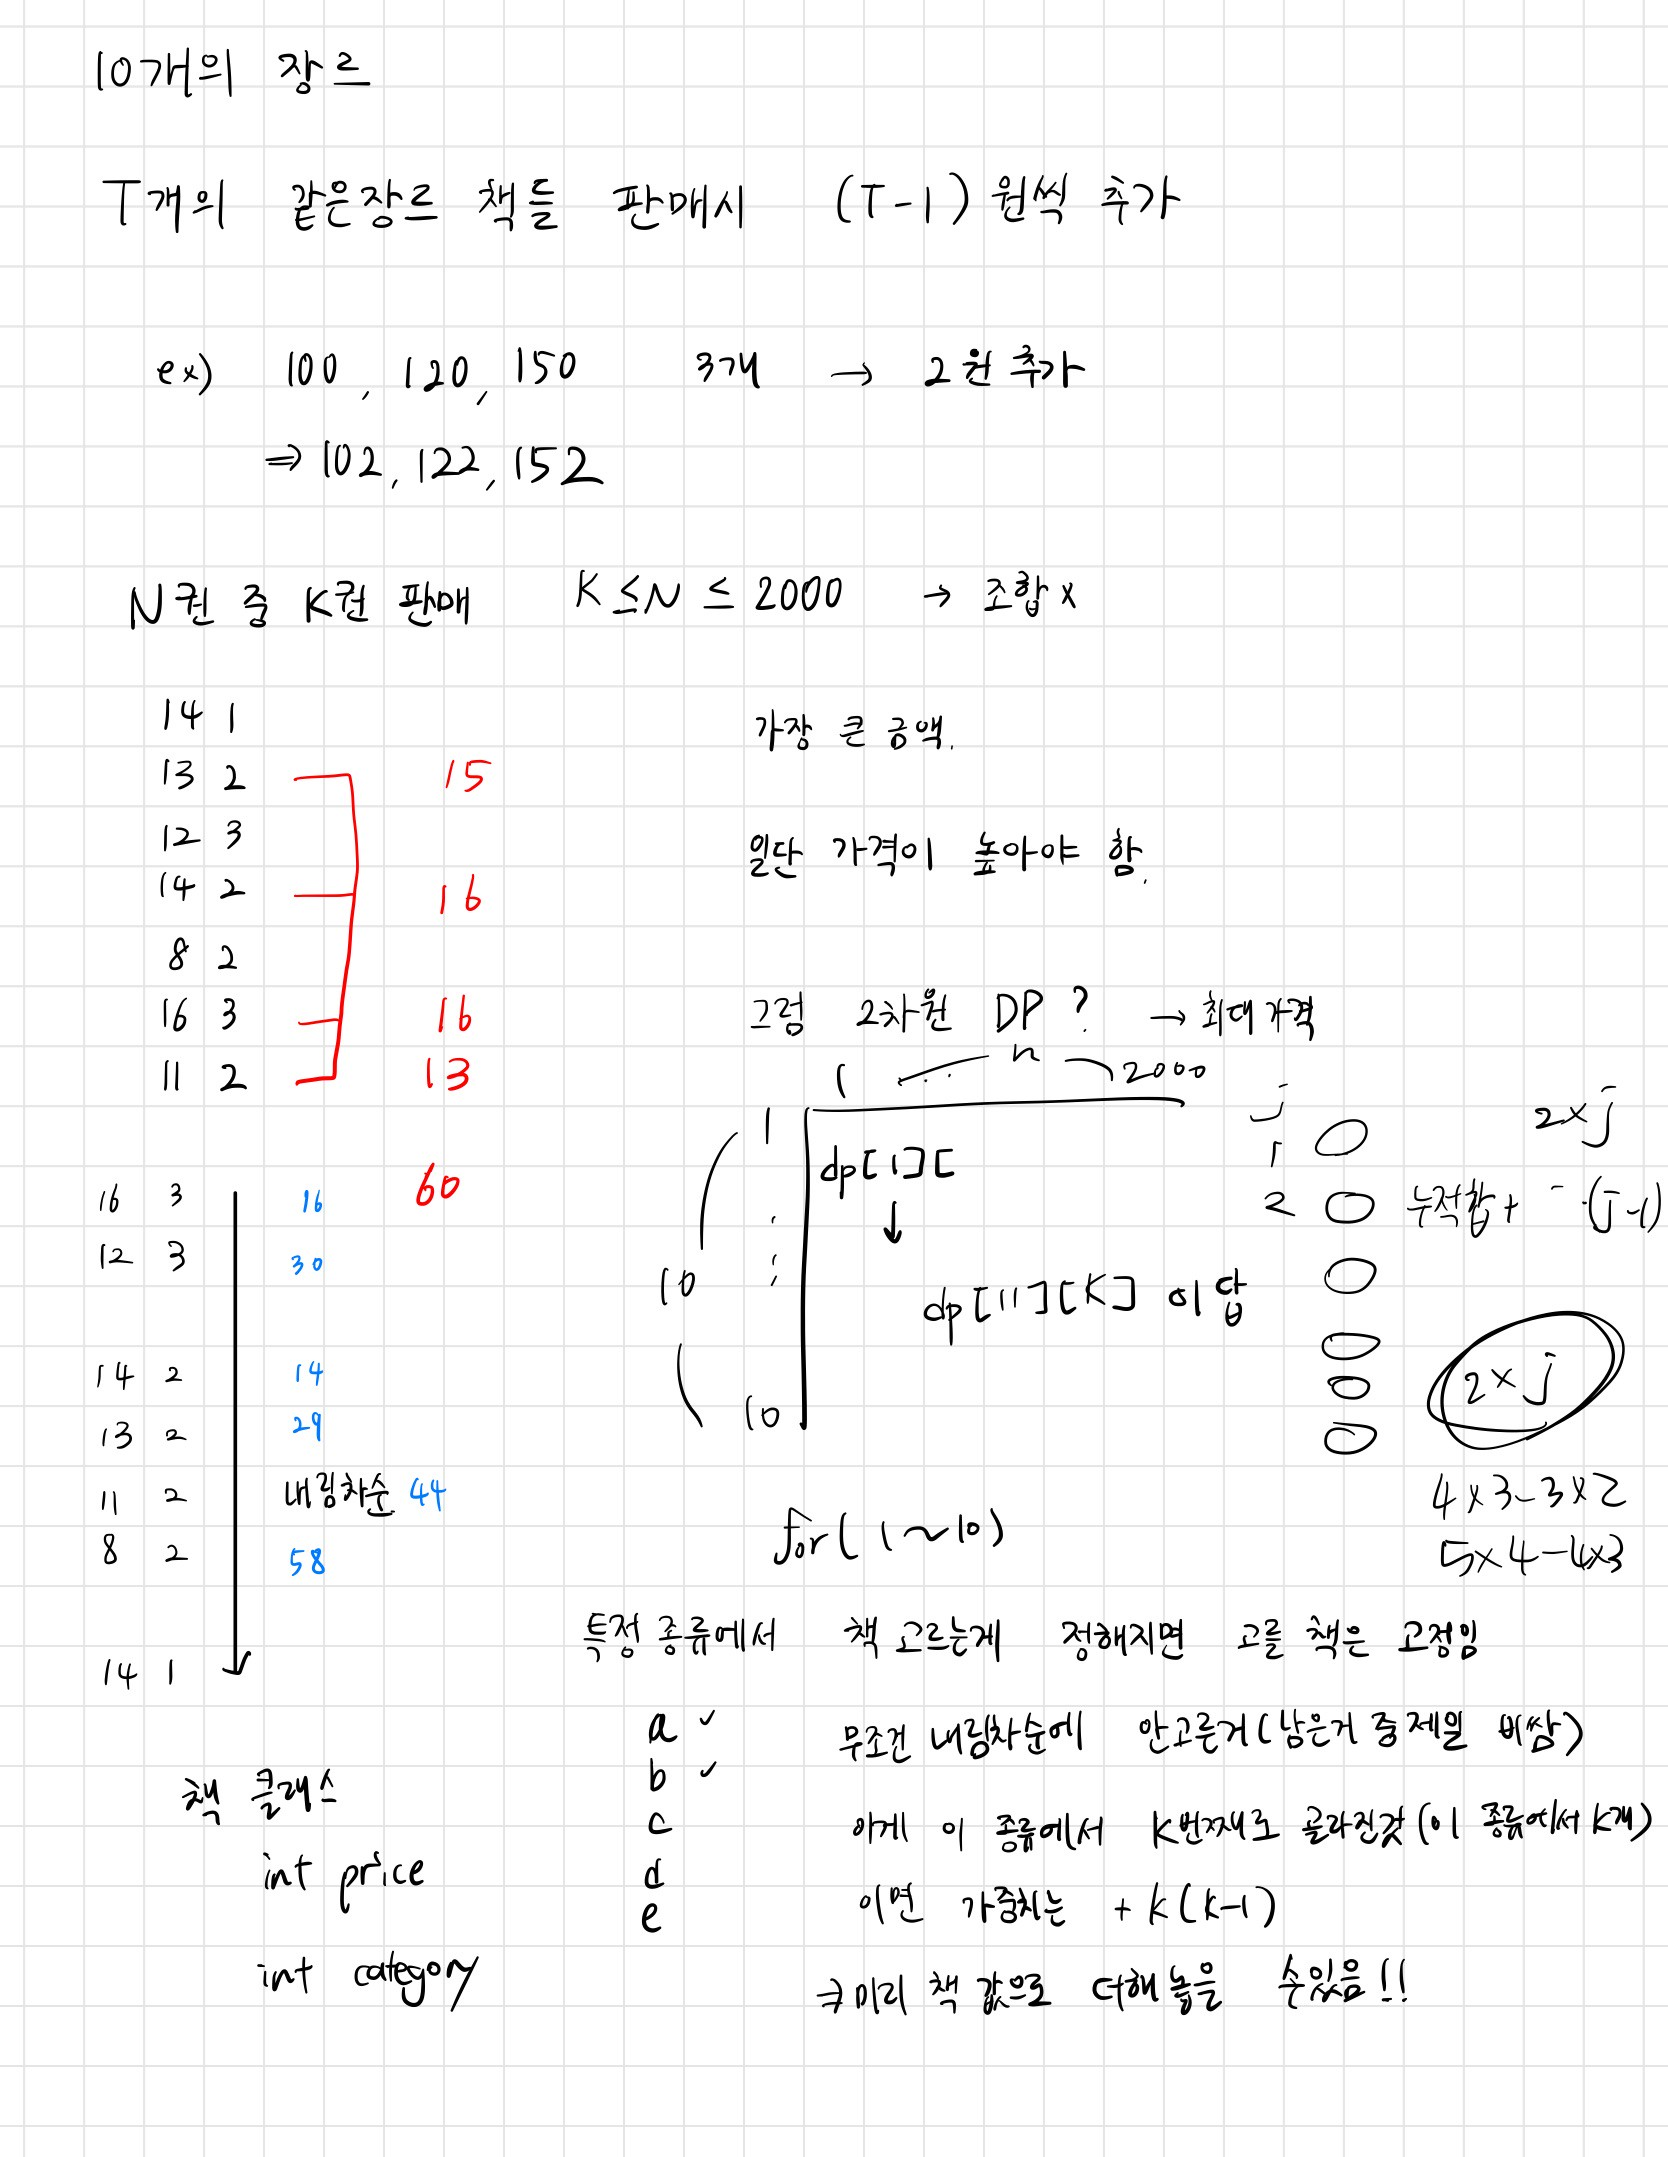 10개의 장르
T개의 같은장르 책들 판매시 (T-1)원씩 추가
ex) 100, 120, 150 3개 → 2원 추가
⇒ 102, 122, 152
N권 중 K권 판매 K ≤ N ≤ 2000 → 조합 x
14 1
13 2 15
12 3
14 2 16
8 2
16 3 16
11 2 13
60
16 3 16
12 3 30
14 2 14
13 2 29
11 2 내림차순 44
8 2 58
14 1
책 클래스
int price
int category
가장 큰 금액.
일단 가격이 높아야 함.
그럼 2차원 DP ? → 최대 가격
1 ... n 2000
1 dp[1][
↓
10 dp[11][K] 이 답
10
j 2×j
1
2 누적합 + (j-1)
2×j
4×3-3×2
5×4-4×3
for( 1~10)
특정 종류에서 책 고르는게 정해지면 고를 책은 고정임
a ✓
b ✓
c
d
e
무조건 내림차순에 안고른거(남은거 중 제일 비쌈)
이게 이 종류에서 K번째로 골라진것(이 종류에서 K개)
이면 가중치는 + k(k-1)
⇒ 미리 책 값으로 더해 놓을 수있음!!